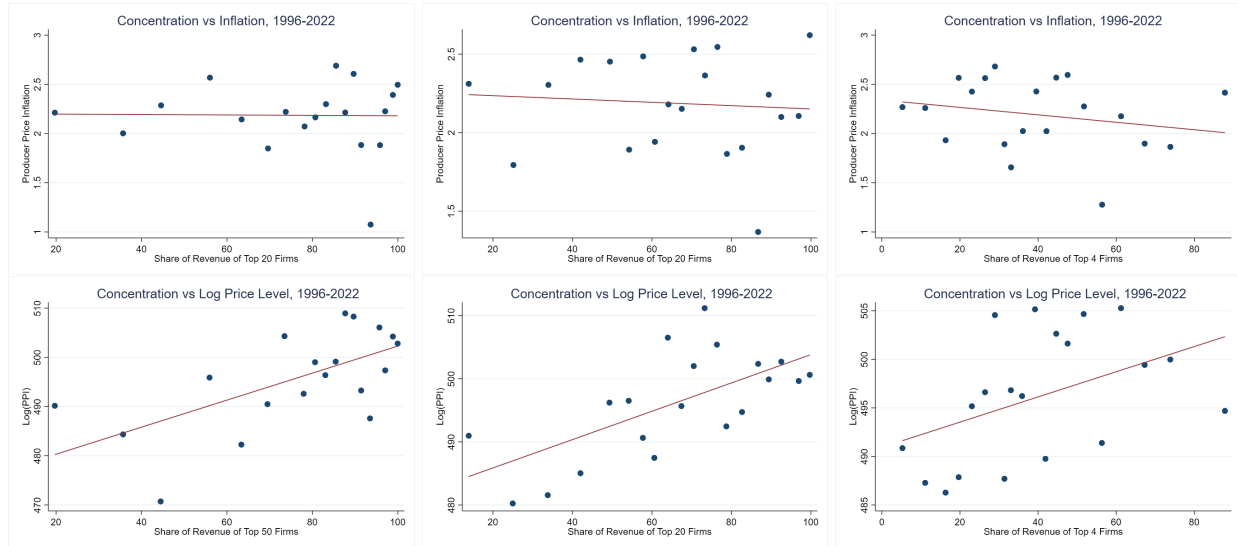 Concentration vs Inflation, 1996-2022
Producer Price Inflation
3
2.5
2
1.5
1
20 40 60 80 100
Share of Revenue of Top 20 Firms
Concentration vs Inflation, 1996-2022
Producer Price Inflation
2.5
2
1.5
20 40 60 80 100
Share of Revenue of Top 20 Firms
Concentration vs Inflation, 1996-2022
Producer Price Inflation
3
2.5
2
1.5
1
0 20 40 60 80
Share of Revenue of Top 4 Firms
Concentration vs Log Price Level, 1996-2022
Log(PPI)
510
500
490
480
470
20 40 60 80 100
Share of Revenue of Top 50 Firms
Concentration vs Log Price Level, 1996-2022
Log(PPI)
510
500
490
480
20 40 60 80 100
Share of Revenue of Top 20 Firms
Concentration vs Log Price Level, 1996-2022
Log(PPI)
505
500
495
490
485
0 20 40 60 80
Share of Revenue of Top 4 Firms